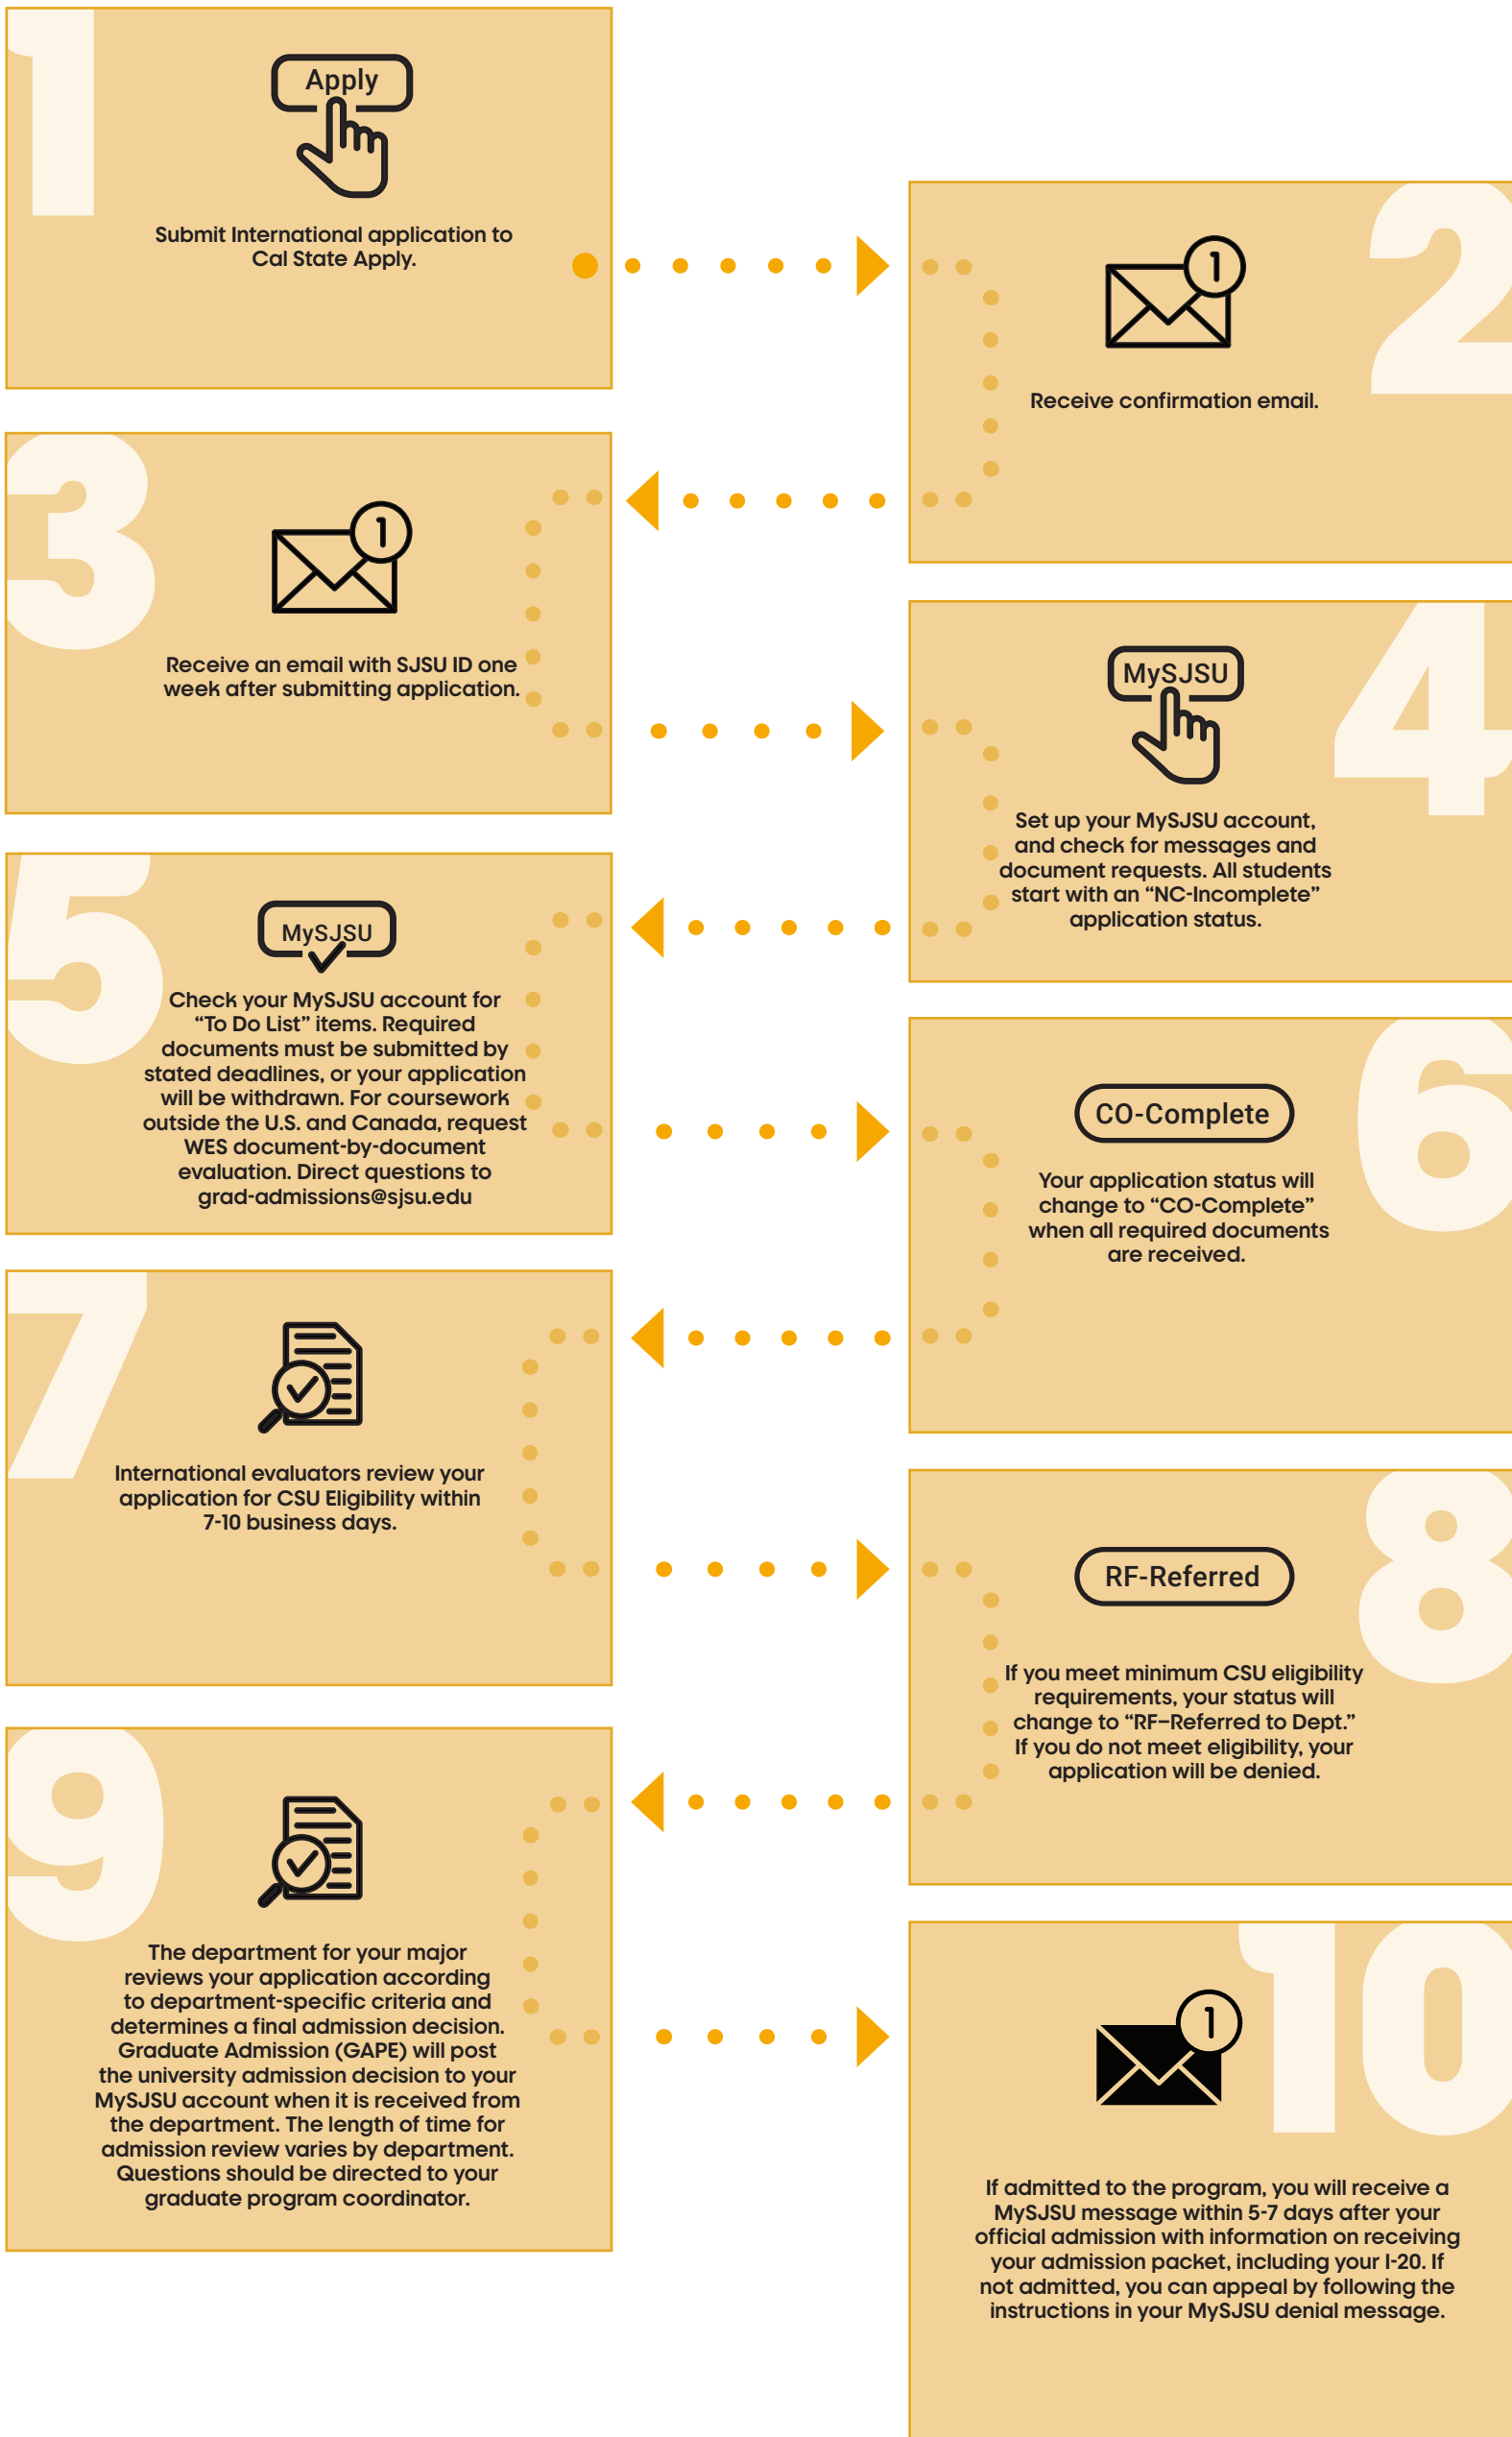 1
Apply
Submit International application to
Cal State Apply.
2
1
Receive confirmation email.
3
1
Receive an email with SJSU ID one
week after submitting application.
4
MySJSU
Set up your MySJSU account,
and check for messages and
document requests. All students
start with an “NC-Incomplete”
application status.
5
MySJSU
Check your MySJSU account for
“To Do List” items. Required
documents must be submitted by
stated deadlines, or your application
will be withdrawn. For coursework
outside the U.S. and Canada, request
WES document-by-document
evaluation. Direct questions to
grad-admissions@sjsu.edu
6
CO-Complete
Your application status will
change to “CO-Complete”
when all required documents
are received.
7
International evaluators review your
application for CSU Eligibility within
7-10 business days.
8
RF-Referred
If you meet minimum CSU eligibility
requirements, your status will
change to “RF–Referred to Dept.”
If you do not meet eligibility, your
application will be denied.
9
The department for your major
reviews your application according
to department-specific criteria and
determines a final admission decision.
Graduate Admission (GAPE) will post
the university admission decision to your
MySJSU account when it is received from
the department. The length of time for
admission review varies by department.
Questions should be directed to your
graduate program coordinator.
10
1
If admitted to the program, you will receive a
MySJSU message within 5-7 days after your
official admission with information on receiving
your admission packet, including your I-20. If
not admitted, you can appeal by following the
instructions in your MySJSU denial message.